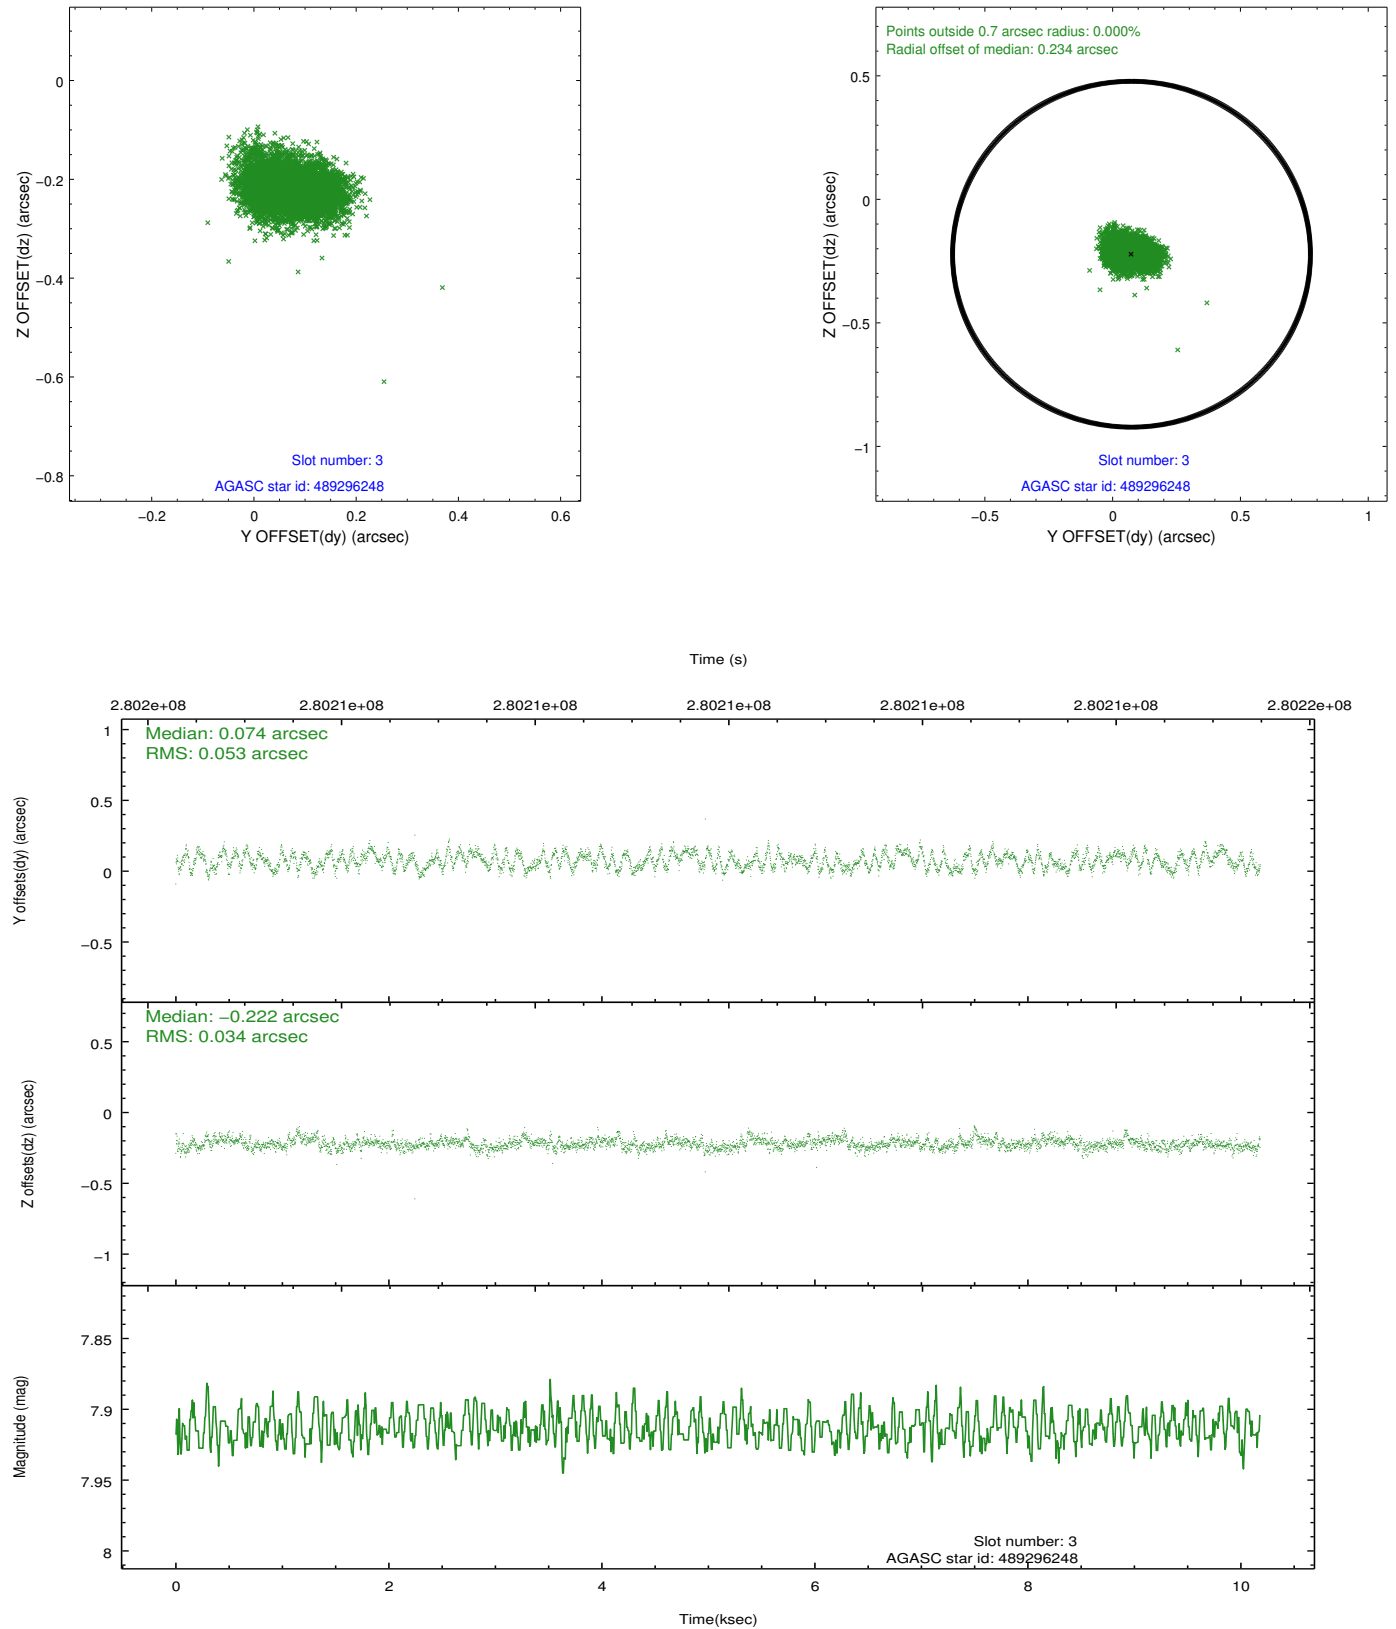 0
−0.2
−0.4
−0.6
−0.8
Z OFFSET(dz) (arcsec)
Slot number: 3
AGASC star id: 489296248
−0.2 0 0.2 0.4 0.6
Y OFFSET(dy) (arcsec)
Points outside 0.7 arcsec radius: 0.000%
Radial offset of median: 0.234 arcsec
0.5
0
−0.5
−1
Z OFFSET(dz) (arcsec)
Slot number: 3
AGASC star id: 489296248
−0.5 0 0.5 1
Y OFFSET(dy) (arcsec)
Time (s)
2.802e+08 2.8021e+08 2.8021e+08 2.8021e+08 2.8021e+08 2.8021e+08 2.8022e+08
Median: 0.074 arcsec
RMS: 0.053 arcsec
1
0.5
0
−0.5
Y offsets(dy) (arcsec)
Median: −0.222 arcsec
RMS: 0.034 arcsec
0.5
0
−0.5
−1
Z offsets(dz) (arcsec)
7.85
7.9
7.95
8
Magnitude (mag)
Slot number: 3
AGASC star id: 489296248
0 2 4 6 8 10
Time(ksec)